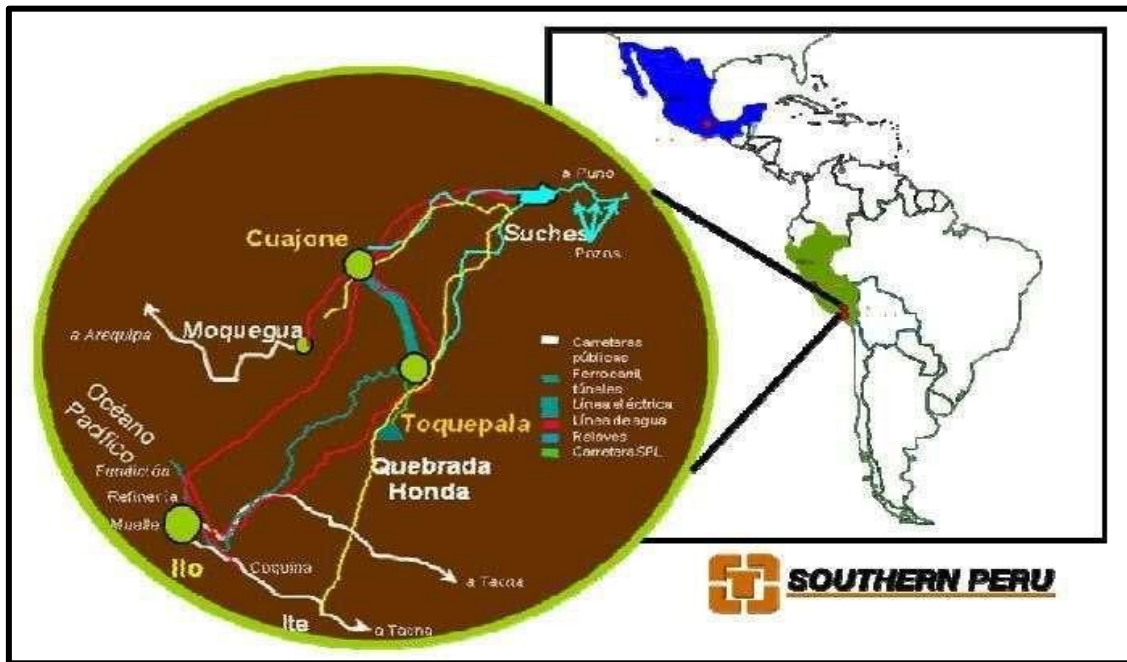 a Puno
Suches
Pozos
Cuajone
Moquegua
a Arequipa
Carreteras
públicas
Ferrocarril,
túneles
Línea eléctrica
Línea de agua
Relaves
Carretera SPL
Toquepala
Quebrada
Honda
Océano
Pacífico
Fundición
Refinería
Muelle
Ilo
Coquina
a Tacna
Ite
a Tacna
SOUTHERN PERU